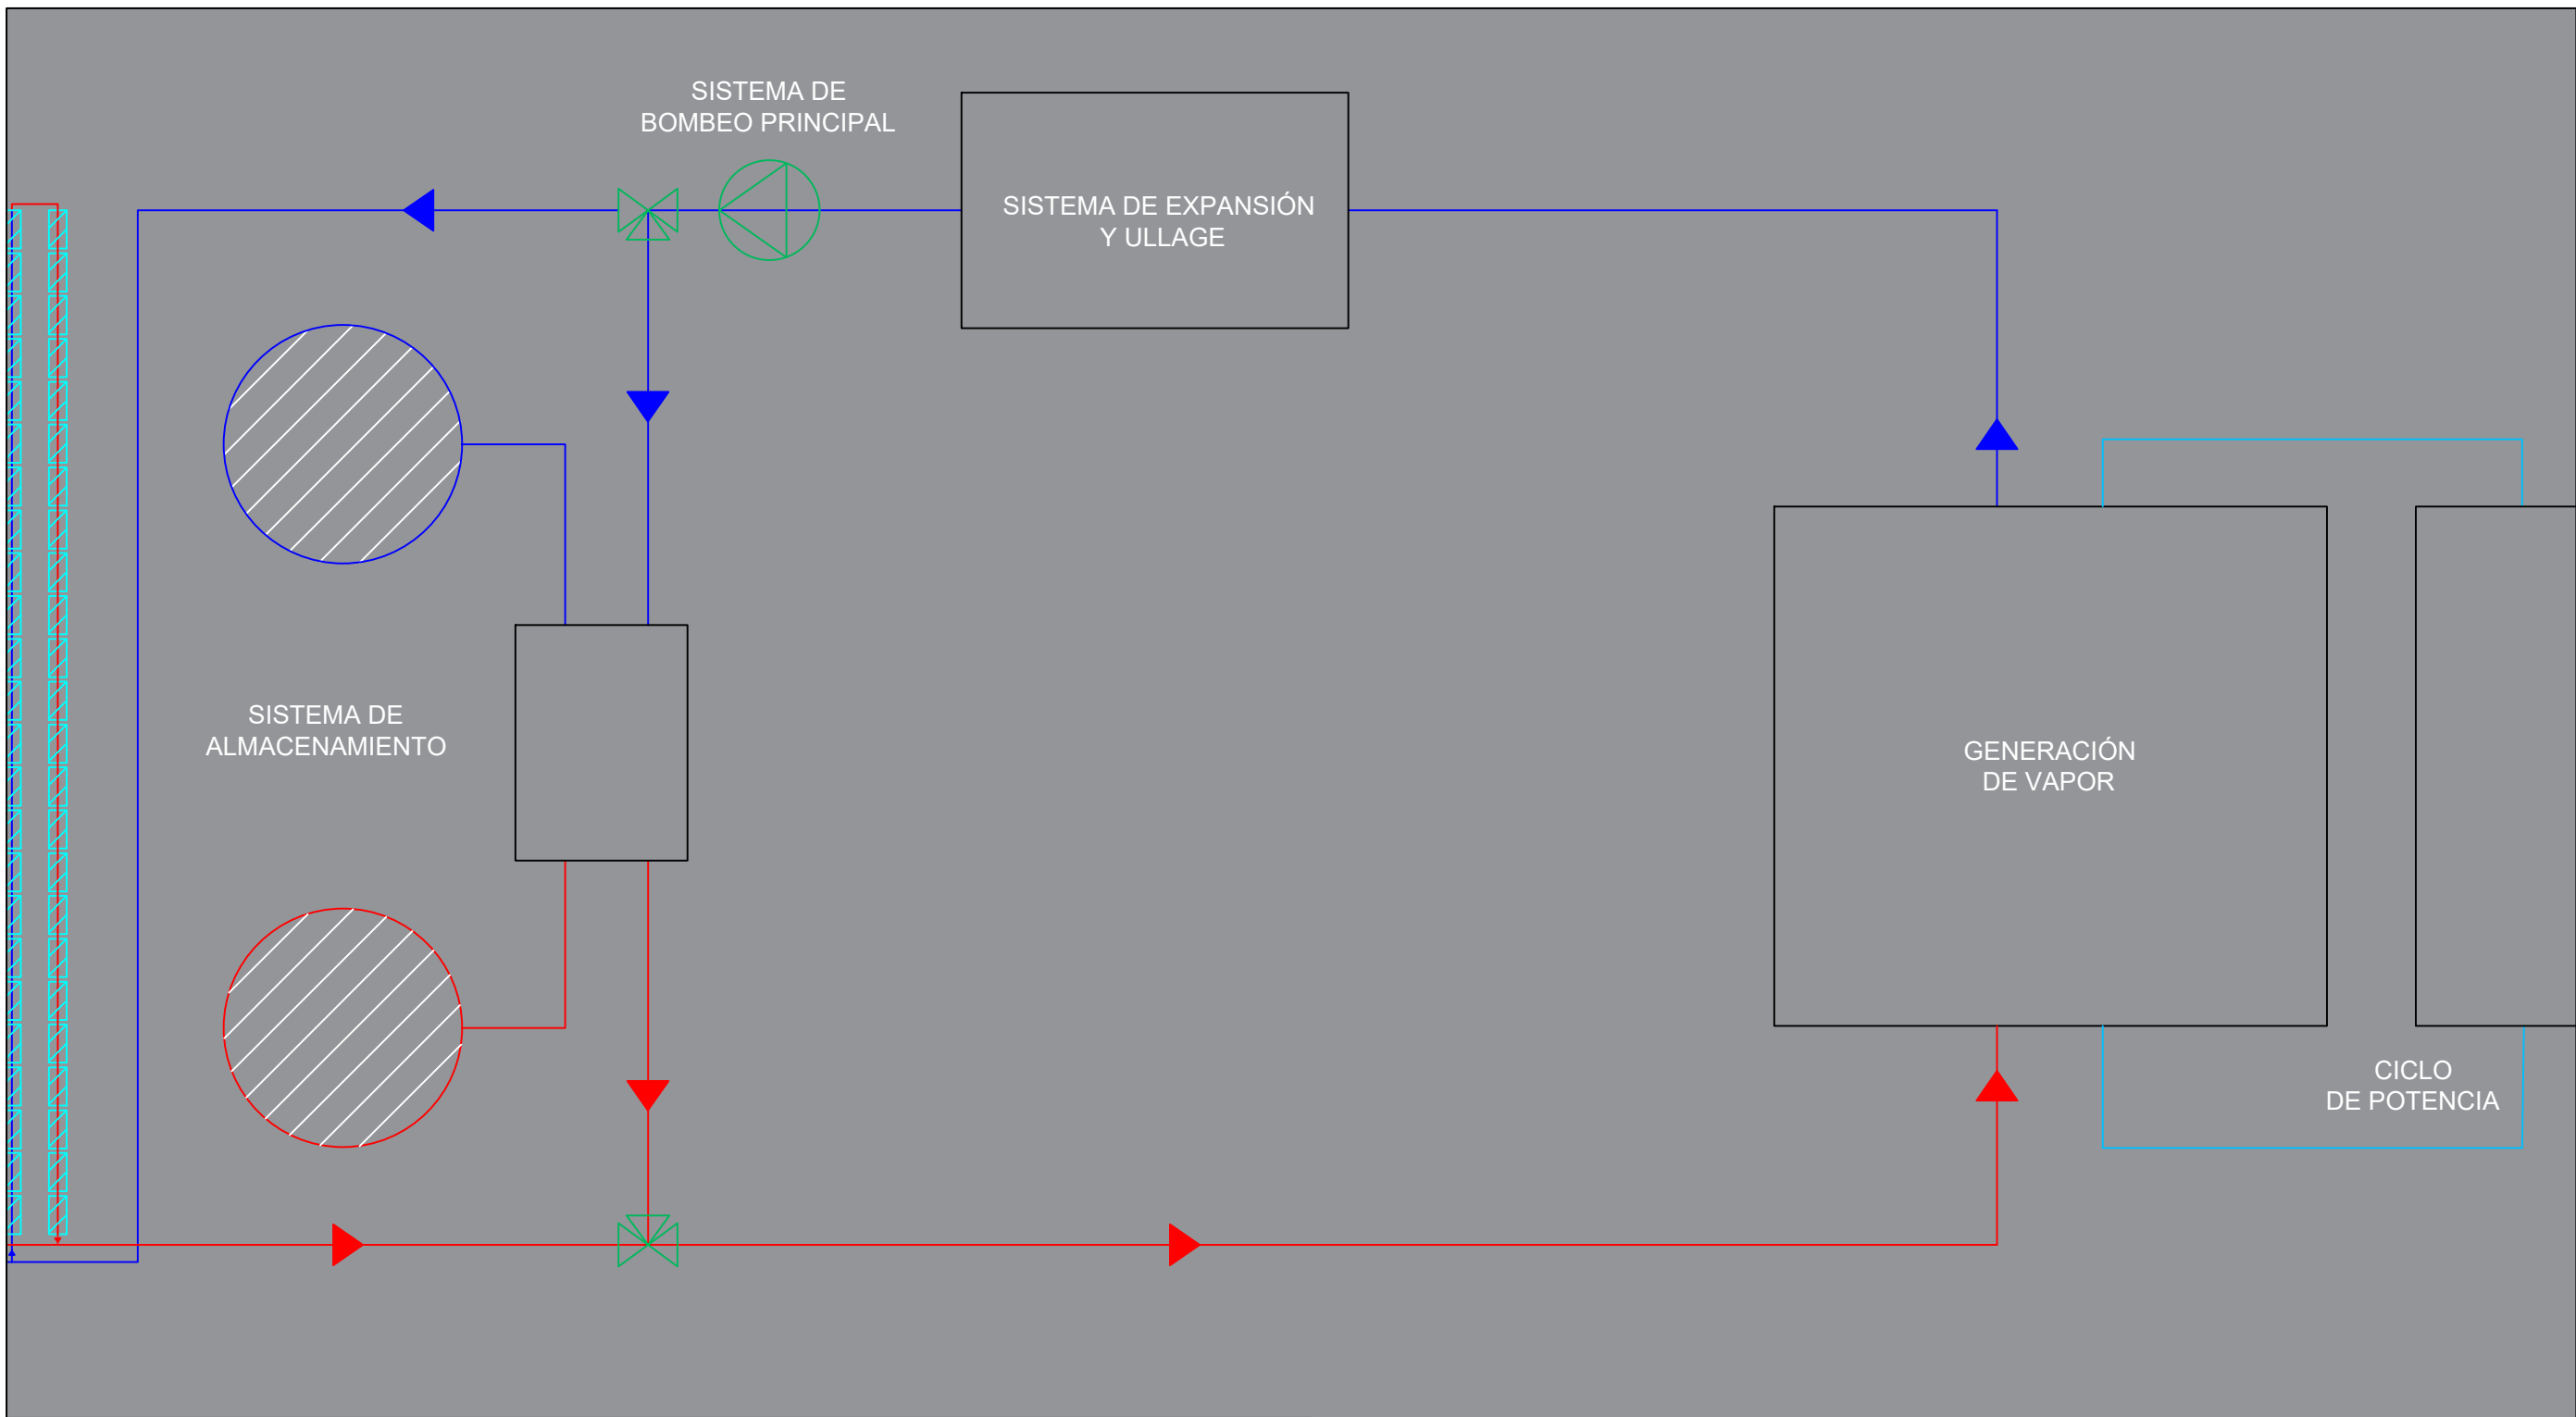 SISTEMA DE
BOMBEO PRINCIPAL
SISTEMA DE EXPANSIÓN
Y ULLAGE
SISTEMA DE
ALMACENAMIENTO
GENERACIÓN
DE VAPOR
CICLO
DE POTENCIA